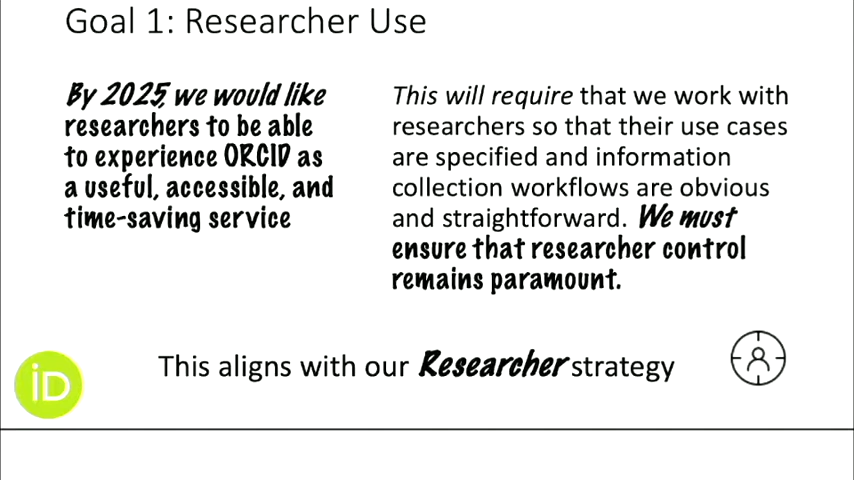 Goal 1: Researcher Use
By 2025, we would like
researchers to be able
to experience ORCID as
a useful, accessible, and
time-saving service
This will require that we work with
researchers so that their use cases
are specified and information
collection workflows are obvious
and straightforward. We must
ensure that researcher control
remains paramount.
This aligns with our Researcher strategy
iD